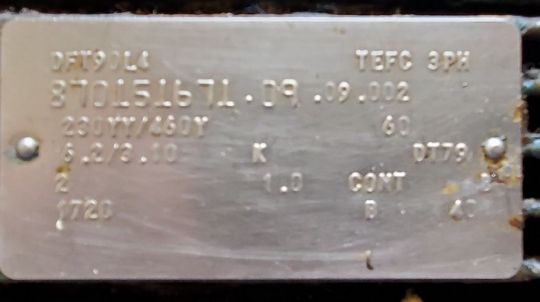 DFT90L4 TEFC 3PH
870151671.09.09.002
230YY/460Y 60
6.2/3.10 K DT79
2 1.0 CONT
1720 B 40